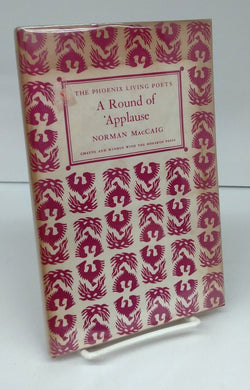 THE PHOENIX LIVING POETS
A Round of
Applause
NORMAN MACCAIG
CHATTO AND WINDUS WITH THE HOGARTH PRESS